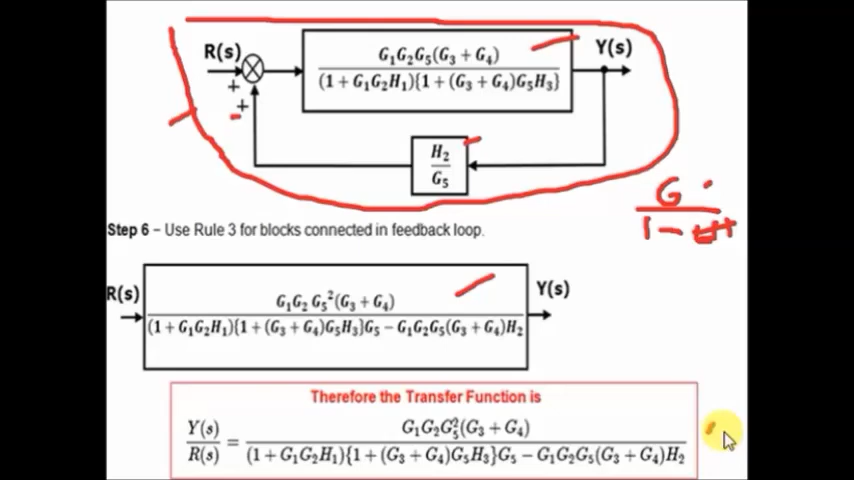 R(s)
Y(s)
G₁G₂G₅(G₃ + G₄)
(1 + G₁G₂H₁){1 + (G₃ + G₄)G₅H₃}
+
+
-
H₂
G₅
G
1 - GH
Step 6 – Use Rule 3 for blocks connected in feedback loop.
R(s)
Y(s)
G₁G₂ G₅²(G₃ + G₄)
(1 + G₁G₂H₁){1 + (G₃ + G₄)G₅H₃}G₅ − G₁G₂G₅(G₃ + G₄)H₂
Therefore the Transfer Function is
Y(s)
R(s)
=
G₁G₂G₅²(G₃ + G₄)
(1 + G₁G₂H₁){1 + (G₃ + G₄)G₅H₃}G₅ − G₁G₂G₅(G₃ + G₄)H₂